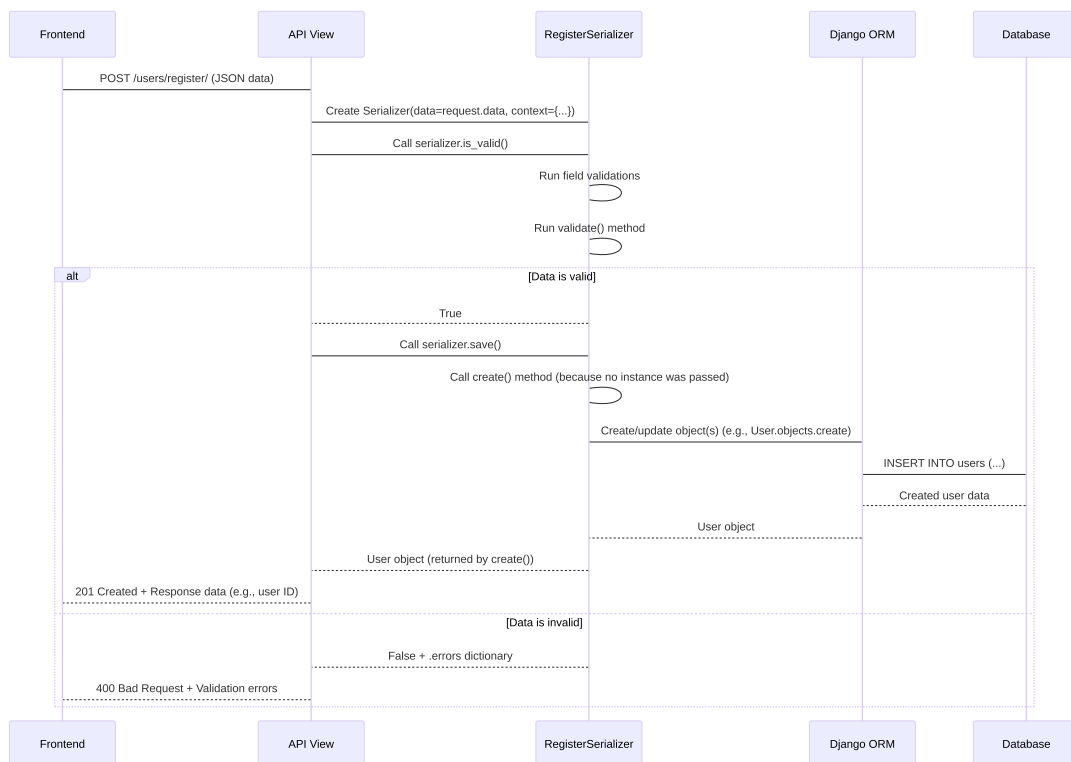 Frontend
API View
RegisterSerializer
Django ORM
Database
POST /users/register/ (JSON data)
Create Serializer(data=request.data, context={...})
Call serializer.is_valid()
Run field validations
Run validate() method
alt
[Data is valid]
True
Call serializer.save()
Call create() method (because no instance was passed)
Create/update object(s) (e.g., User.objects.create)
INSERT INTO users (...)
Created user data
User object
User object (returned by create())
201 Created + Response data (e.g., user ID)
[Data is invalid]
False + .errors dictionary
400 Bad Request + Validation errors
Frontend
API View
RegisterSerializer
Django ORM
Database